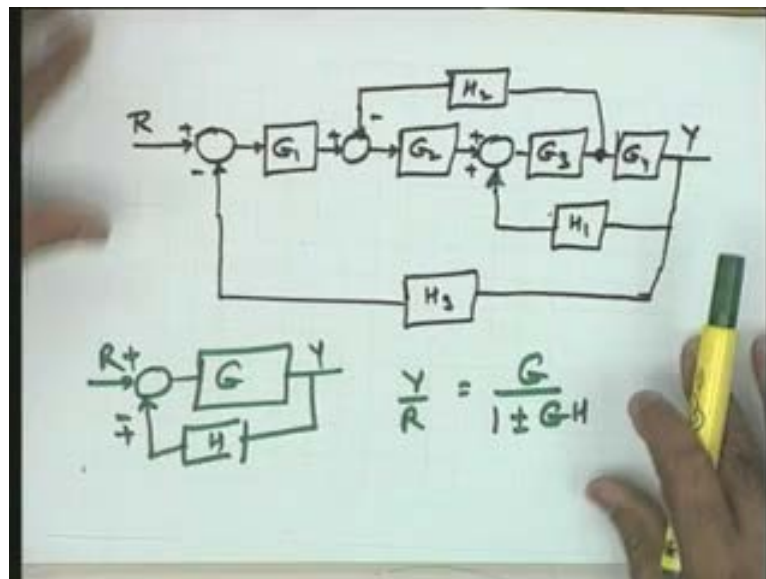 H₂
R + - G₁ + - G₂ + + G₃ G₄ Y
H₁
H₃
R + ∓ G Y
H
Y/R = G/(1 ± GH)